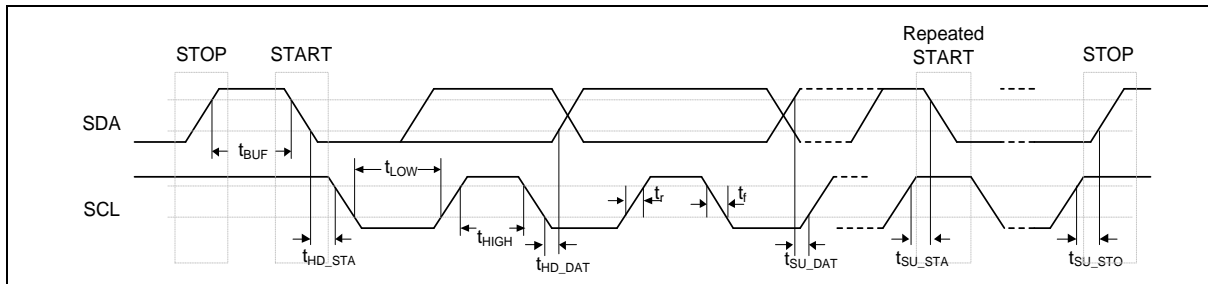 STOP
START
Repeated
START
STOP
SDA
tBUF
tLOW
SCL
tr
tf
tHD_STA
tHIGH
tHD_DAT
tSU_DAT
tSU_STA
tSU_STO